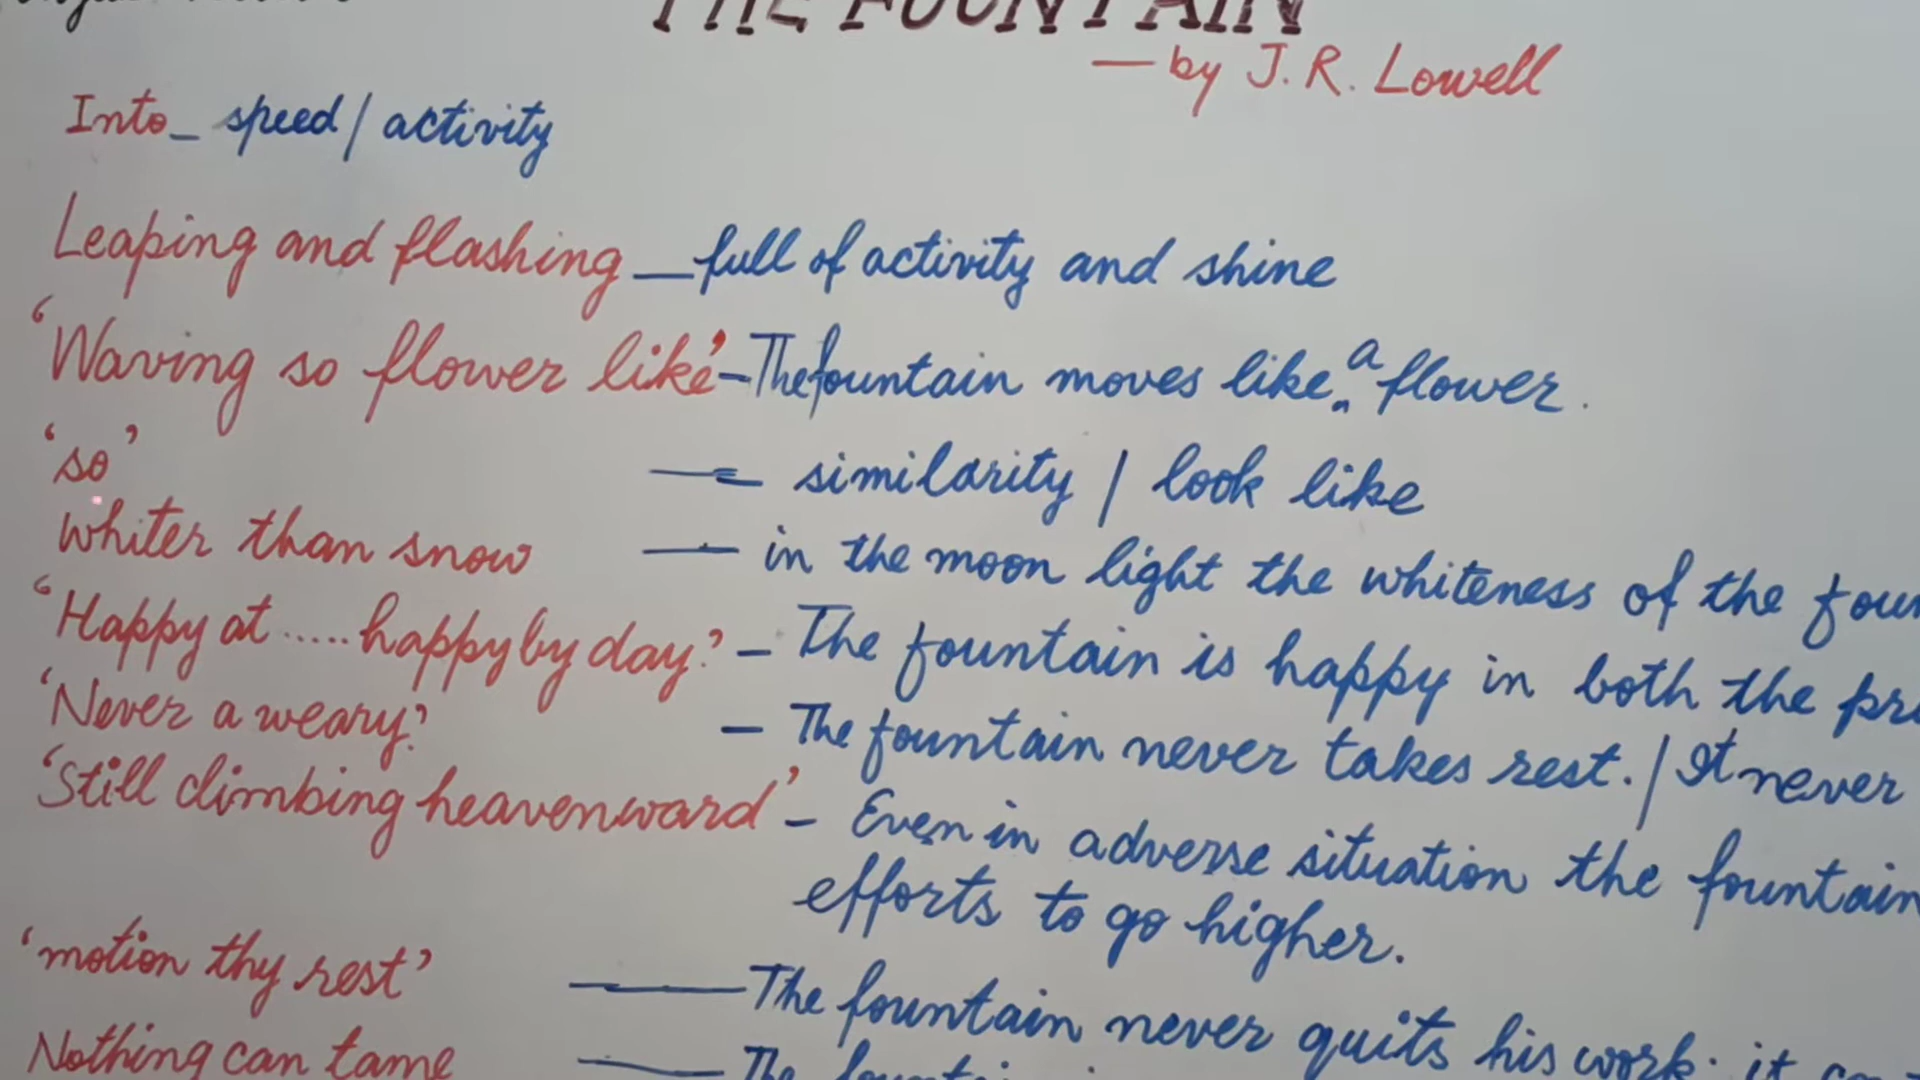 THE FOUNTAIN
— by J. R. Lowell
Into _ speed / activity
Leaping and flashing _ full of activity and shine
'Waving so flower like' - The fountain moves like a flower.
'so' — similarity / look like
whiter than snow — in the moon light the whiteness of the
'Happy at ..... happy by day.' - The fountain is happy in both the
'Never a weary.' - The fountain never takes rest. / It never
'Still climbing heavenward' - Even in adverse situation the fountain
efforts to go higher.
'motion thy rest' — The fountain never quits his work. it
Nothing can tame — The